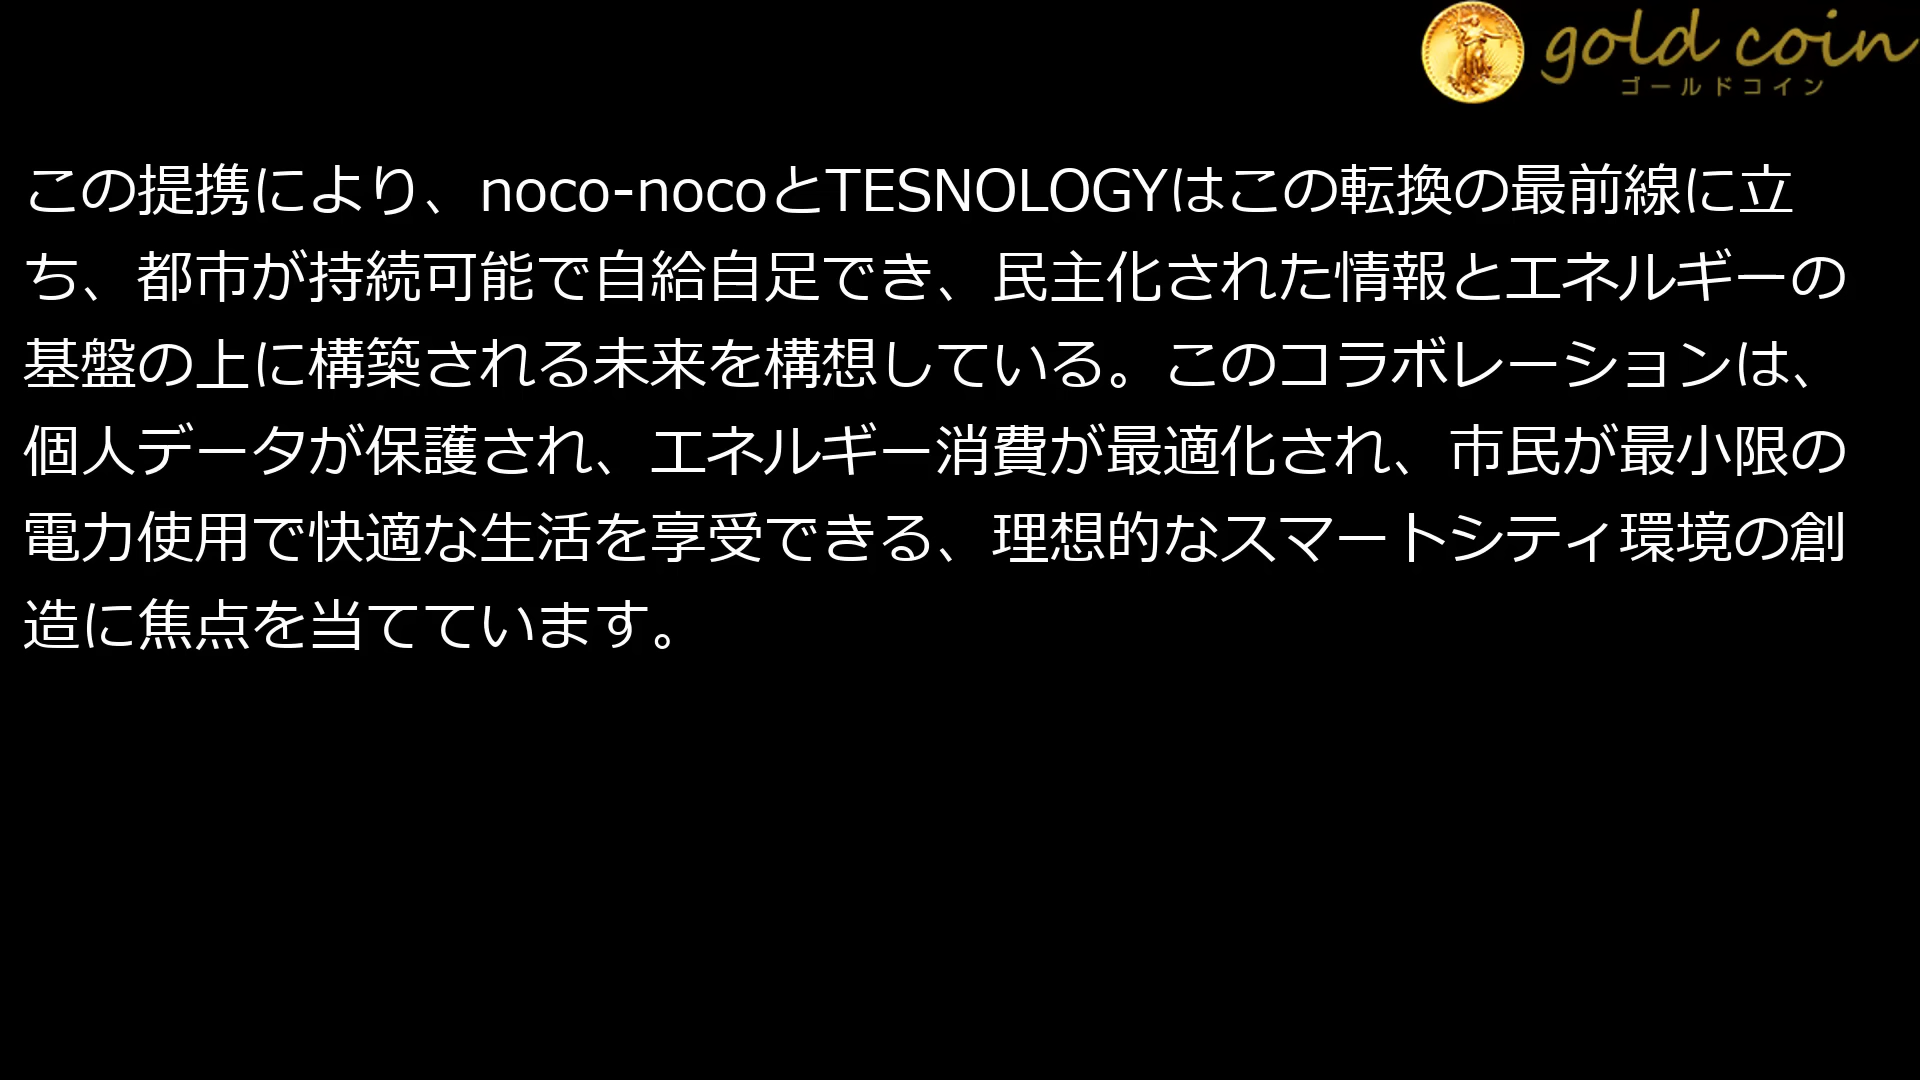 gold coin
ゴールドコイン
この提携により、noco-nocoとTESNOLOGYはこの転換の最前線に立
ち、都市が持続可能で自給自足でき、民主化された情報とエネルギーの
基盤の上に構築される未来を構想している。このコラボレーションは、
個人データが保護され、エネルギー消費が最適化され、市民が最小限の
電力使用で快適な生活を享受できる、理想的なスマートシティ環境の創
造に焦点を当てています。